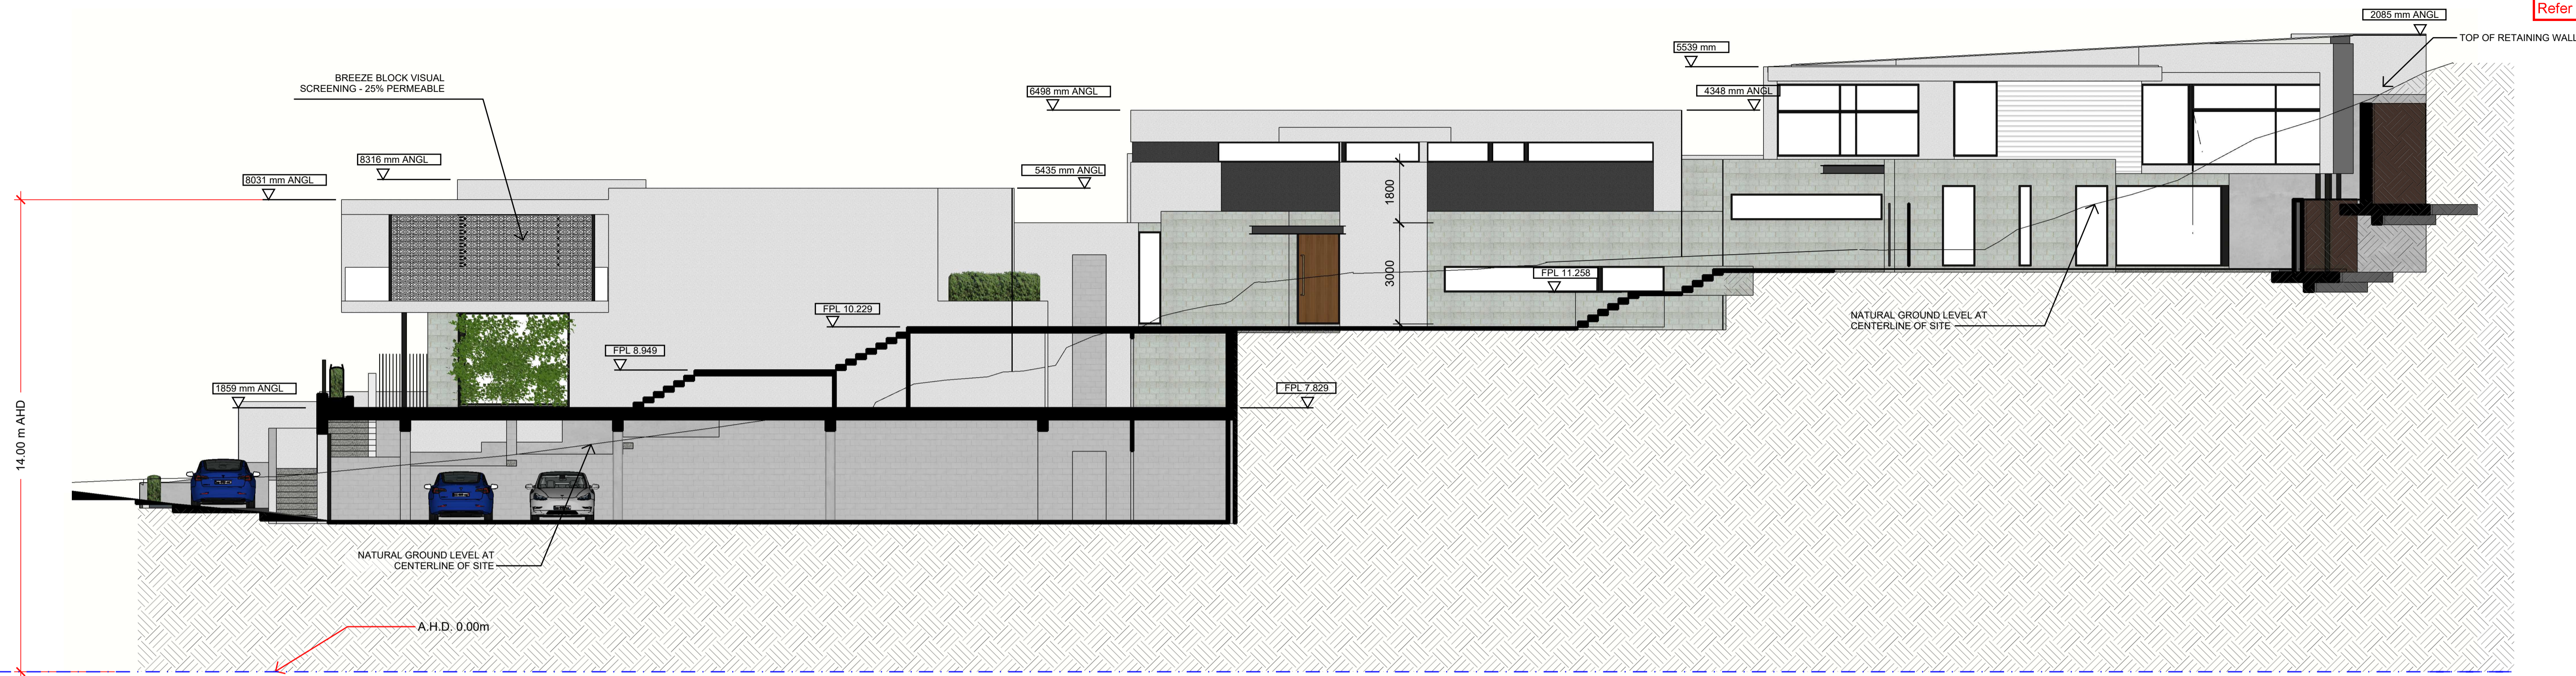 Refer
2085 mm ANGL
TOP OF RETAINING WALL
5539 mm
BREEZE BLOCK VISUAL
SCREENING - 25% PERMEABLE
6498 mm ANGL
4348 mm ANGL
8316 mm ANGL
5435 mm ANGL
8031 mm ANGL
1800
3000
FPL 11.258
FPL 10.229
NATURAL GROUND LEVEL AT
CENTERLINE OF SITE
FPL 8.949
1859 mm ANGL
FPL 7.829
14.00 m AHD
NATURAL GROUND LEVEL AT
CENTERLINE OF SITE
A.H.D. 0.00m